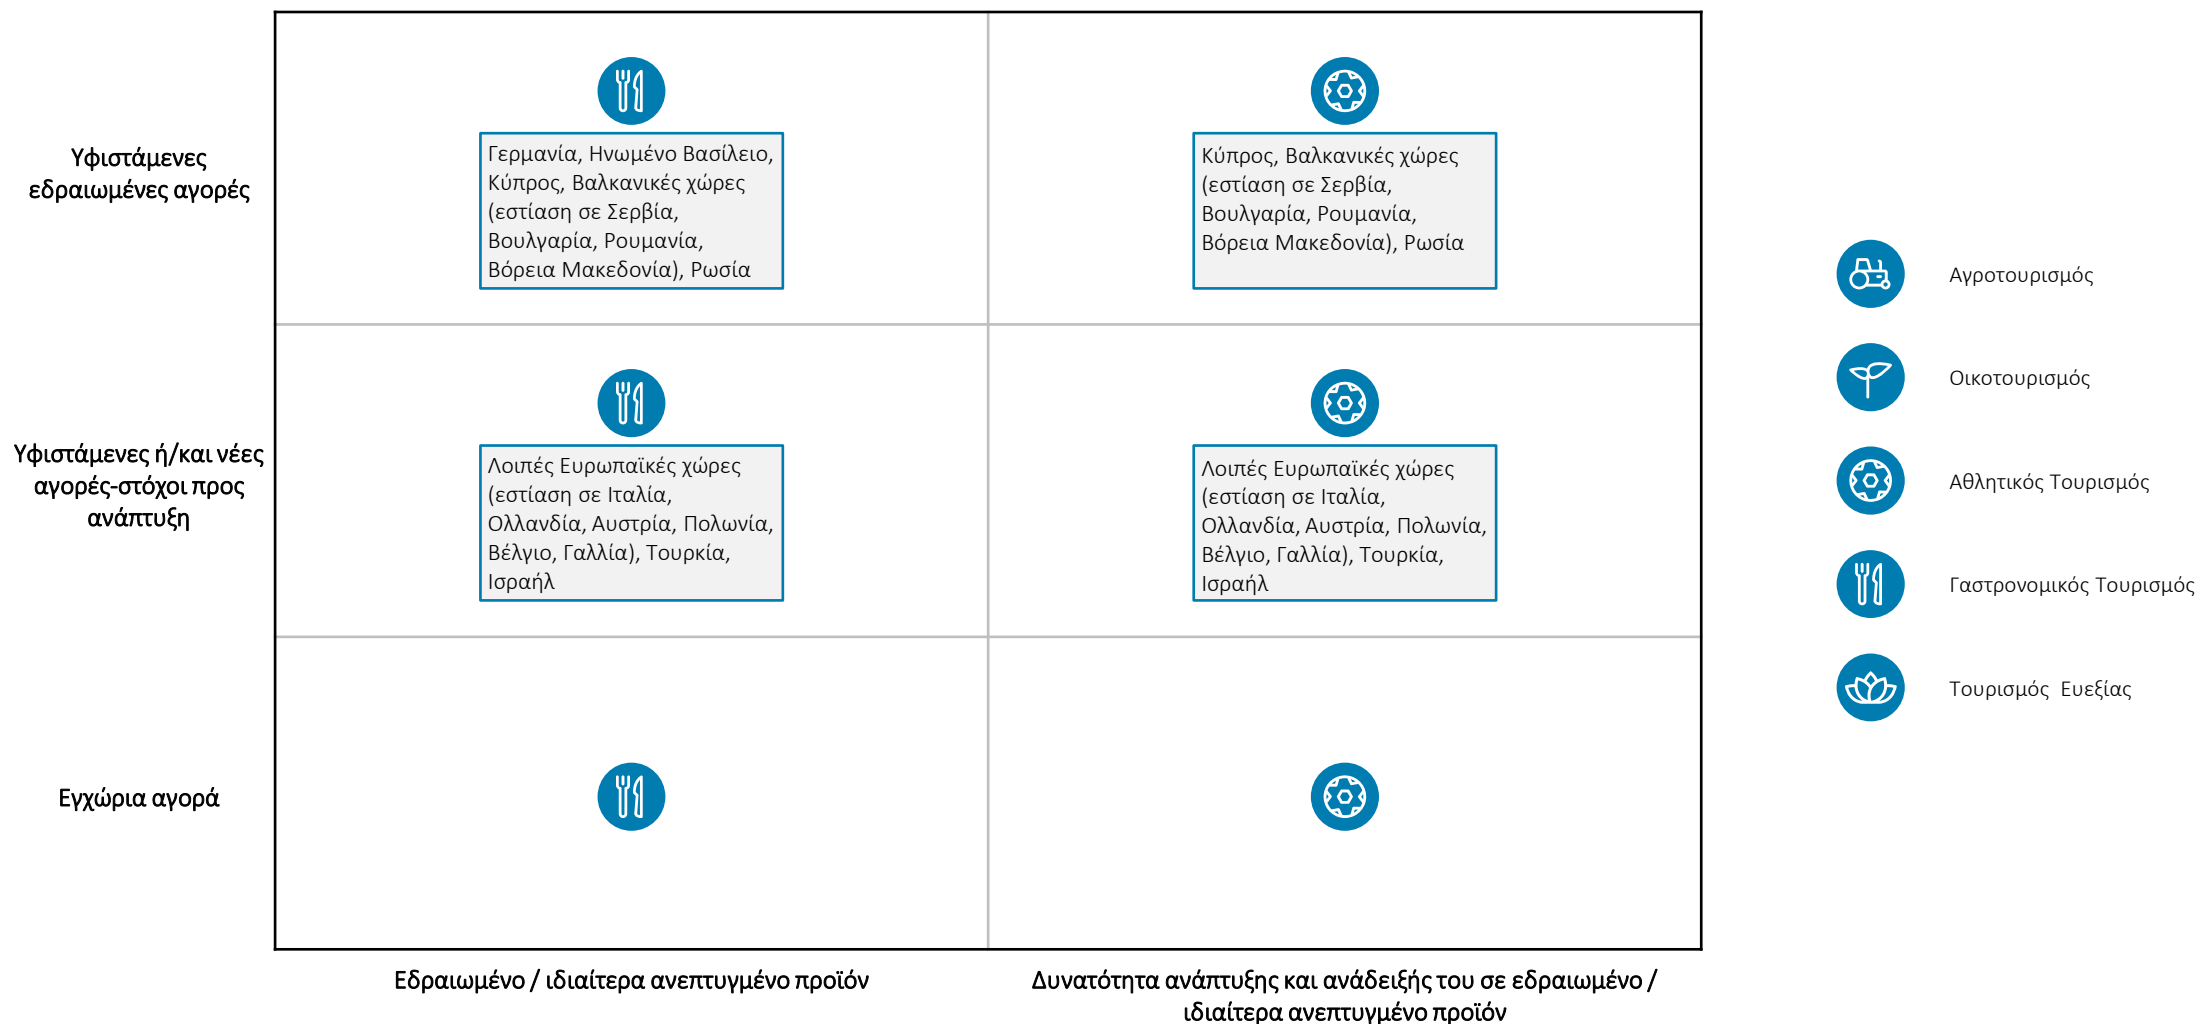 Υφιστάμενες
εδραιωμένες αγορές
Γερμανία, Ηνωμένο Βασίλειο,
Κύπρος, Βαλκανικές χώρες
(εστίαση σε Σερβία,
Βουλγαρία, Ρουμανία,
Βόρεια Μακεδονία), Ρωσία
Κύπρος, Βαλκανικές χώρες
(εστίαση σε Σερβία,
Βουλγαρία, Ρουμανία,
Βόρεια Μακεδονία), Ρωσία
Υφιστάμενες ή/και νέες
αγορές-στόχοι προς
ανάπτυξη
Λοιπές Ευρωπαϊκές χώρες
(εστίαση σε Ιταλία,
Ολλανδία, Αυστρία, Πολωνία,
Βέλγιο, Γαλλία), Τουρκία,
Ισραήλ
Λοιπές Ευρωπαϊκές χώρες
(εστίαση σε Ιταλία,
Ολλανδία, Αυστρία, Πολωνία,
Βέλγιο, Γαλλία), Τουρκία,
Ισραήλ
Εγχώρια αγορά
Εδραιωμένο / ιδιαίτερα ανεπτυγμένο προϊόν
Δυνατότητα ανάπτυξης και ανάδειξής του σε εδραιωμένο /
ιδιαίτερα ανεπτυγμένο προϊόν
Αγροτουρισμός
Οικοτουρισμός
Αθλητικός Τουρισμός
Γαστρονομικός Τουρισμός
Τουρισμός Ευεξίας